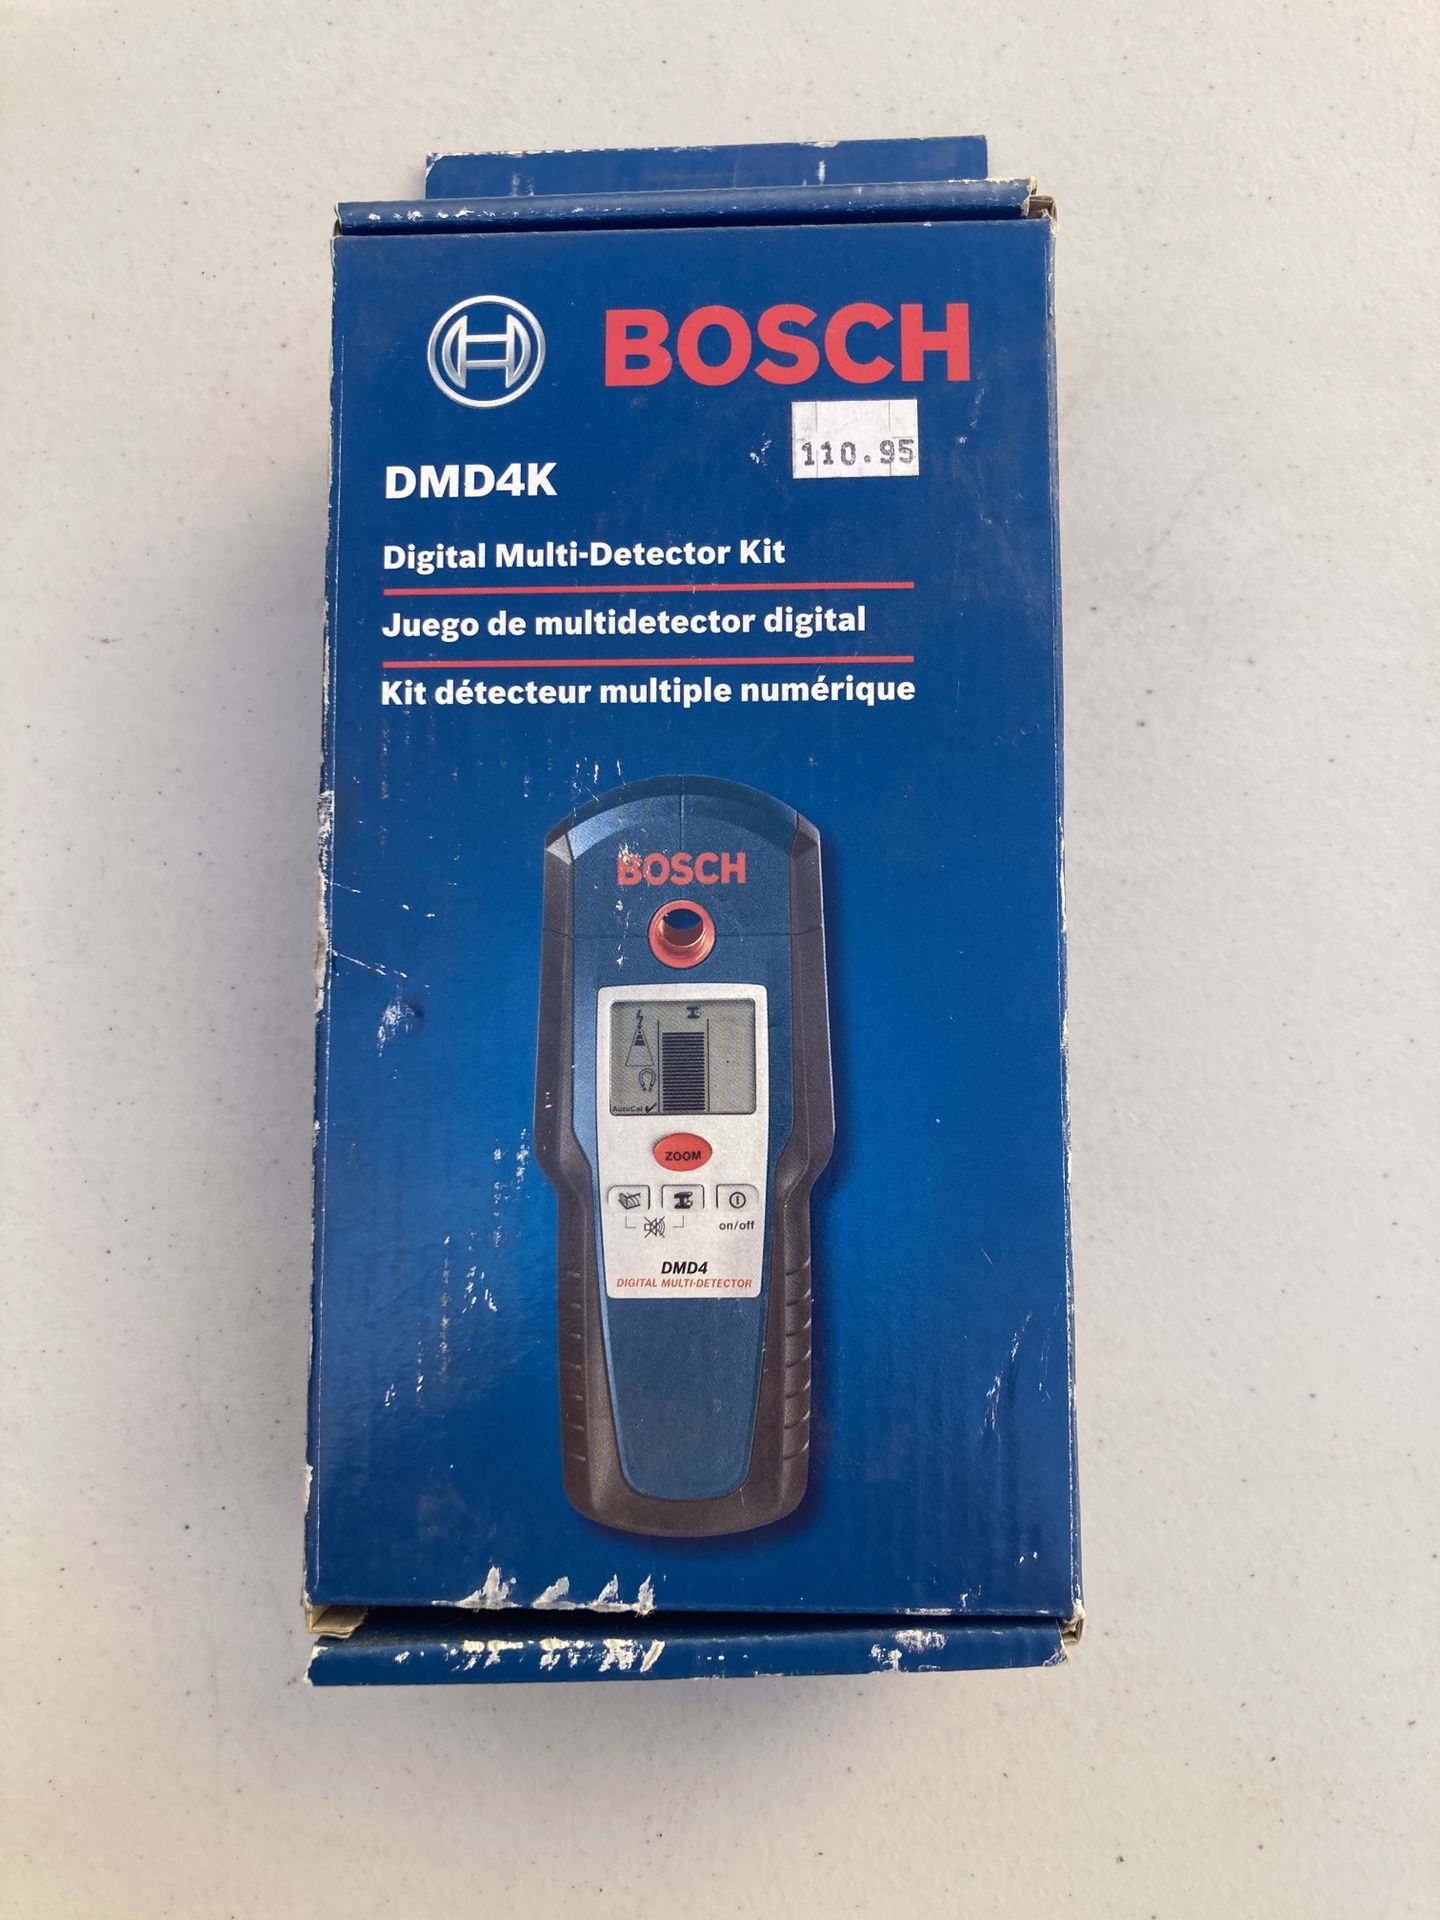 BOSCH
110.95
DMD4K
Digital Multi-Detector Kit
Juego de multidetector digital
Kit détecteur multiple numérique
BOSCH
AutoCal
ZOOM
on/off
DMD4
DIGITAL MULTI-DETECTOR